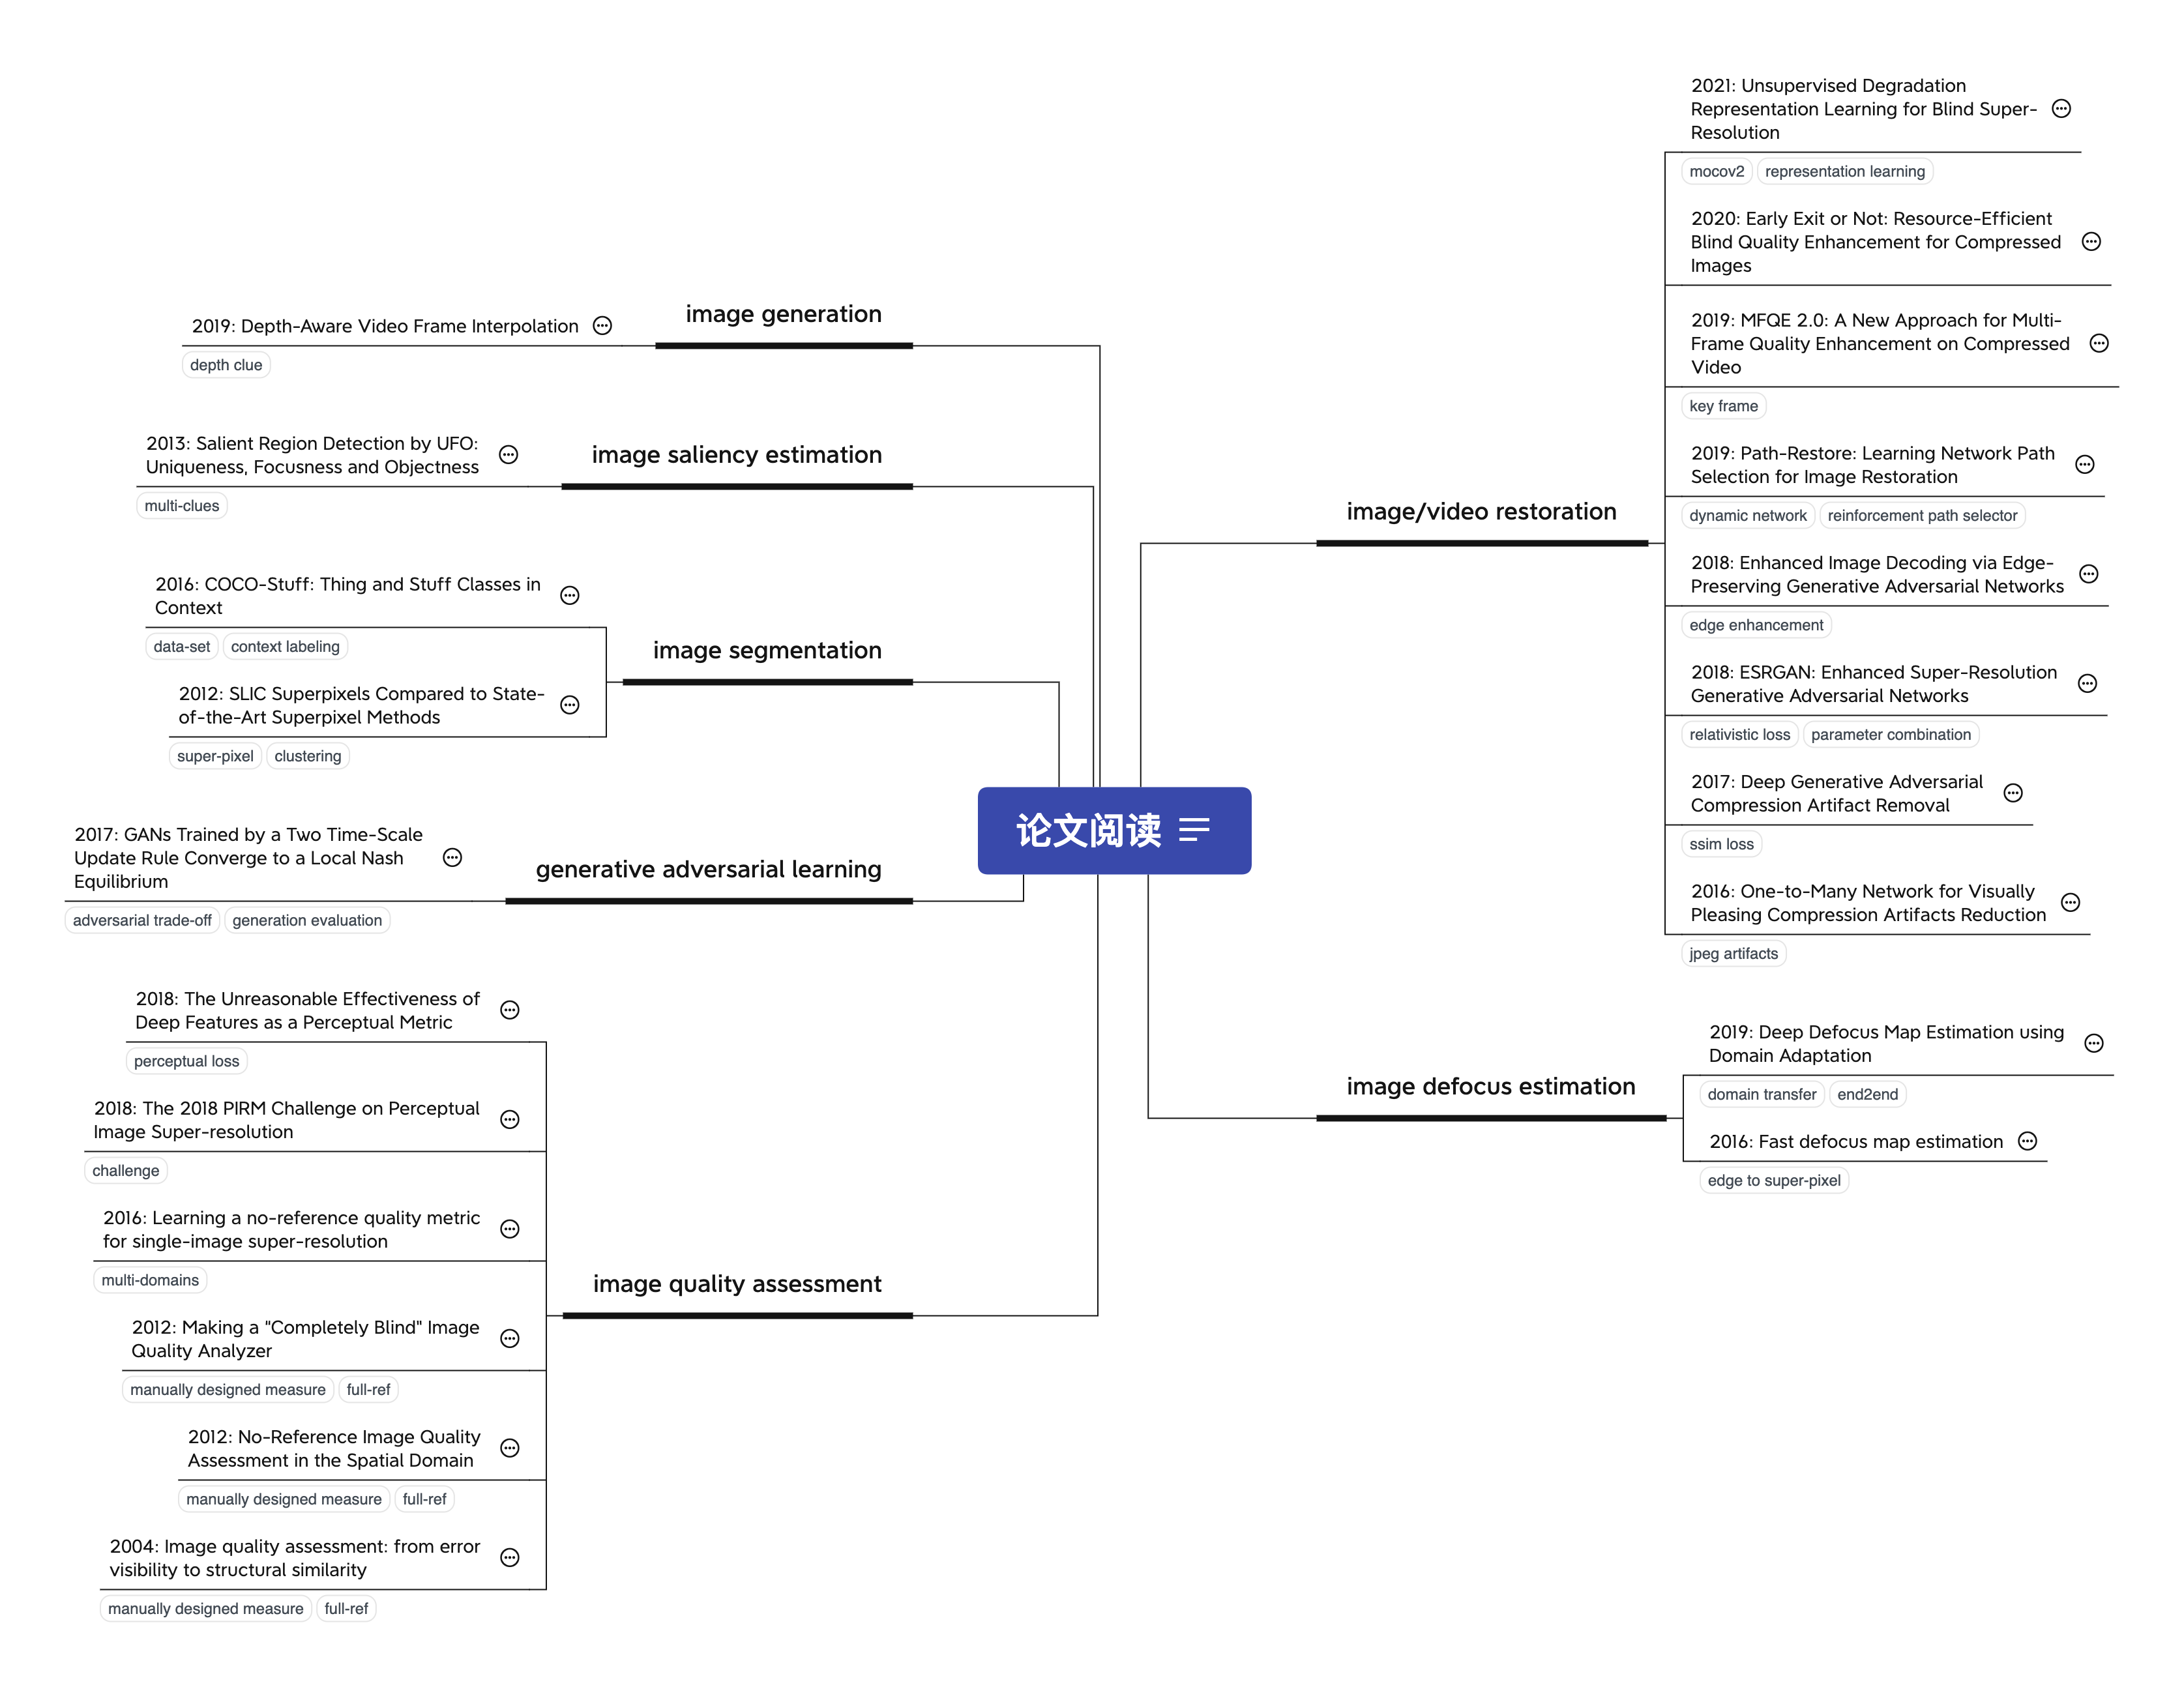 论文阅读
image/video restoration
2021: Unsupervised Degradation
Representation Learning for Blind Super-
Resolution
mocov2 representation learning
2020: Early Exit or Not: Resource-Efficient
Blind Quality Enhancement for Compressed
Images
2019: MFQE 2.0: A New Approach for Multi-
Frame Quality Enhancement on Compressed
Video
key frame
2019: Path-Restore: Learning Network Path
Selection for Image Restoration
dynamic network reinforcement path selector
2018: Enhanced Image Decoding via Edge-
Preserving Generative Adversarial Networks
edge enhancement
2018: ESRGAN: Enhanced Super-Resolution
Generative Adversarial Networks
relativistic loss parameter combination
2017: Deep Generative Adversarial
Compression Artifact Removal
ssim loss
2016: One-to-Many Network for Visually
Pleasing Compression Artifacts Reduction
jpeg artifacts
image defocus estimation
2019: Deep Defocus Map Estimation using
Domain Adaptation
domain transfer end2end
2016: Fast defocus map estimation
edge to super-pixel
image generation
2019: Depth-Aware Video Frame Interpolation
depth clue
image saliency estimation
2013: Salient Region Detection by UFO:
Uniqueness, Focusness and Objectness
multi-clues
image segmentation
2016: COCO-Stuff: Thing and Stuff Classes in
Context
data-set context labeling
2012: SLIC Superpixels Compared to State-
of-the-Art Superpixel Methods
super-pixel clustering
generative adversarial learning
2017: GANs Trained by a Two Time-Scale
Update Rule Converge to a Local Nash
Equilibrium
adversarial trade-off generation evaluation
image quality assessment
2018: The Unreasonable Effectiveness of
Deep Features as a Perceptual Metric
perceptual loss
2018: The 2018 PIRM Challenge on Perceptual
Image Super-resolution
challenge
2016: Learning a no-reference quality metric
for single-image super-resolution
multi-domains
2012: Making a "Completely Blind" Image
Quality Analyzer
manually designed measure full-ref
2012: No-Reference Image Quality
Assessment in the Spatial Domain
manually designed measure full-ref
2004: Image quality assessment: from error
visibility to structural similarity
manually designed measure full-ref